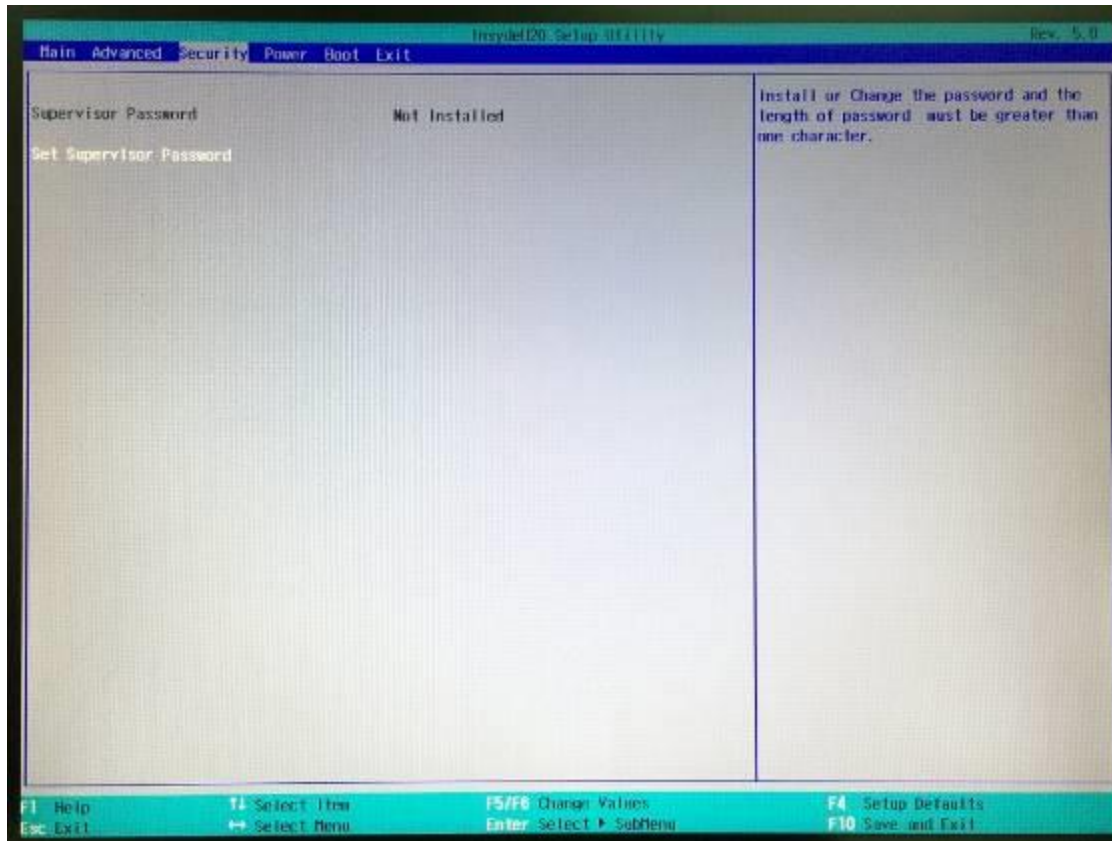 InsydeH20 Setup Utility Rev. 5.0
Main Advanced Security Power Boot Exit
Supervisor Password Not Installed
Set Supervisor Password
Install or Change the password and the
length of password must be greater than
one character.
F1 Help ↑↓ Select Item F5/F6 Change Values F4 Setup Defaults
Esc Exit ↔ Select Menu Enter Select ▶ SubMenu F10 Save and Exit